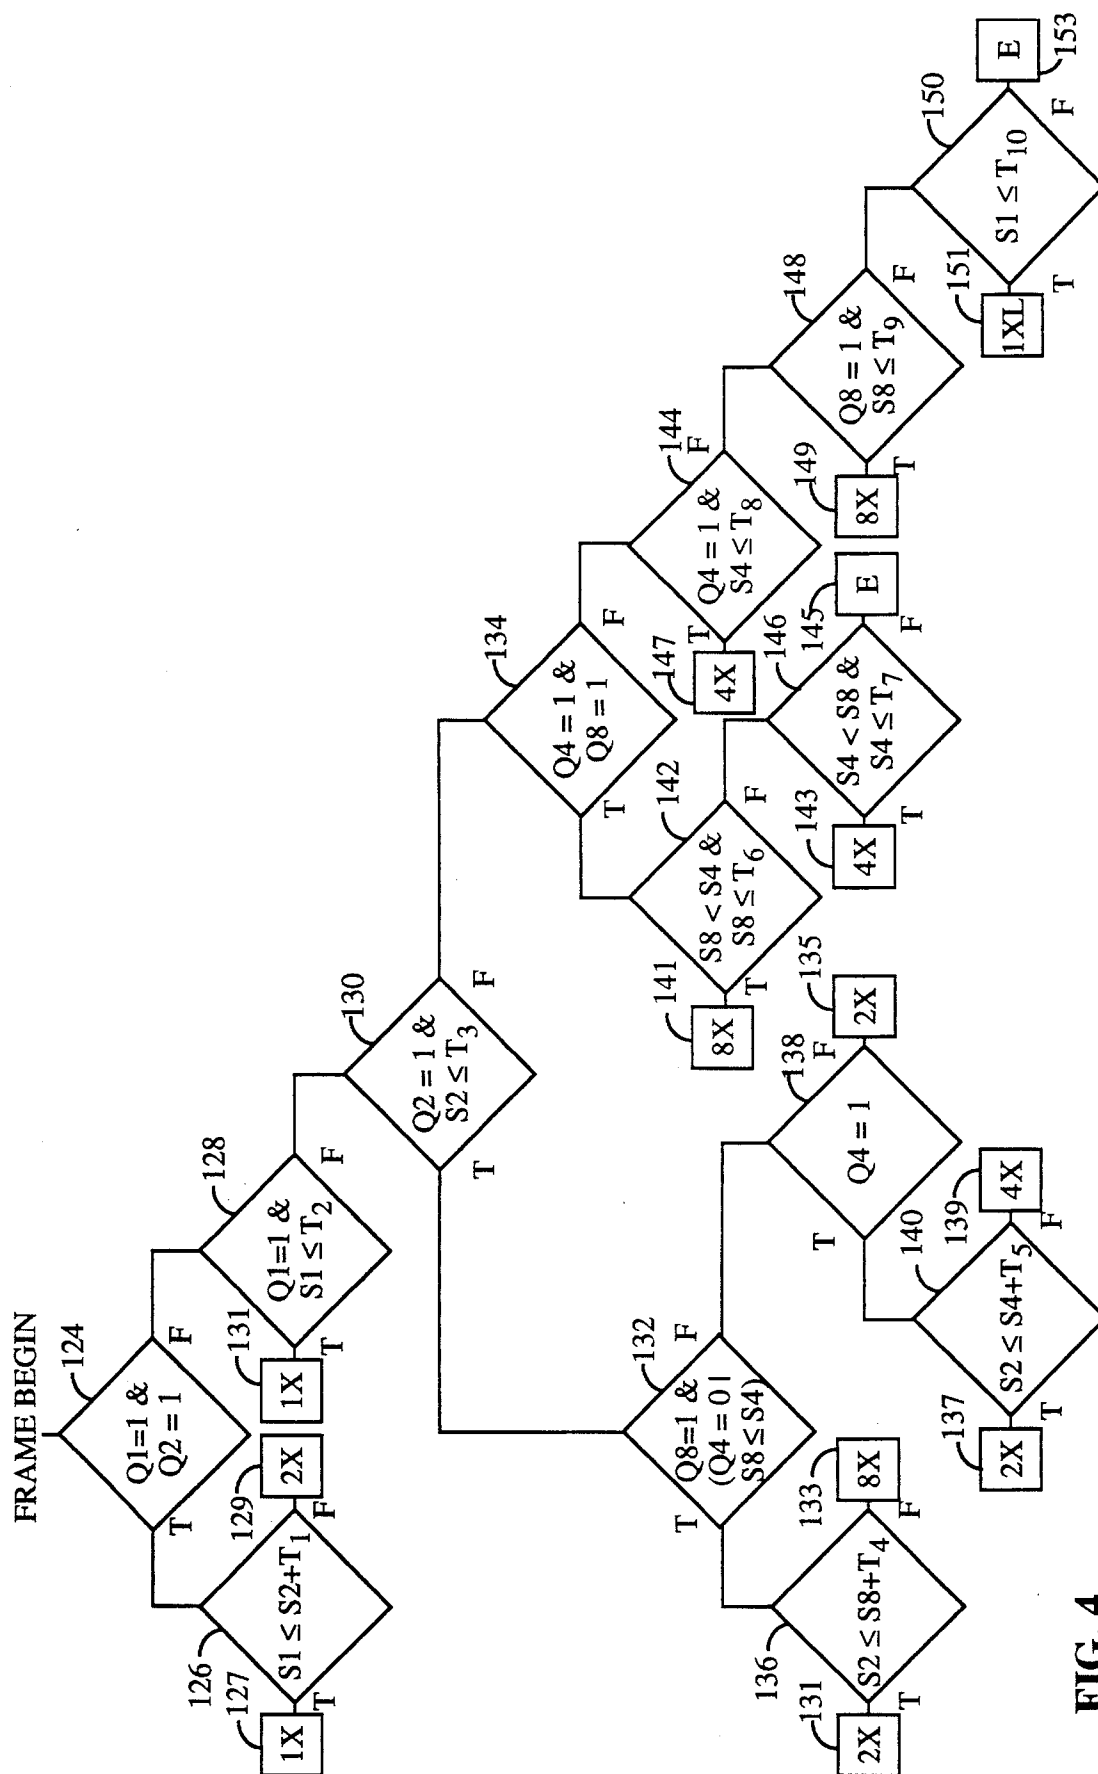 FRAME BEGIN
124
Q1=1 &
Q2 = 1
T
F
126
S1 ≤ S2+T1
127
1X
T
129
2X
F
128
Q1=1 &
S1 ≤ T2
131
1X
T
F
130
Q2 = 1 &
S2 ≤ T3
T
F
132
Q8=1 &
(Q4 = 0 |
S8 ≤ S4)
T
F
136
S2 ≤ S8+T4
131
2X
T
133
8X
F
138
Q4 = 1
T
F
135
2X
140
S2 ≤ S4+T5
137
2X
T
139
4X
F
134
Q4 = 1 &
Q8 = 1
T
F
142
S8 < S4 &
S8 ≤ T6
141
8X
T
F
146
S4 < S8 &
S4 ≤ T7
143
4X
T
145
E
F
144
Q4 = 1 &
S4 ≤ T8
147
4X
T
F
148
Q8 = 1 &
S8 ≤ T9
149
8X
T
F
150
S1 ≤ T10
151
1XL
T
153
E
F
FIG. 4